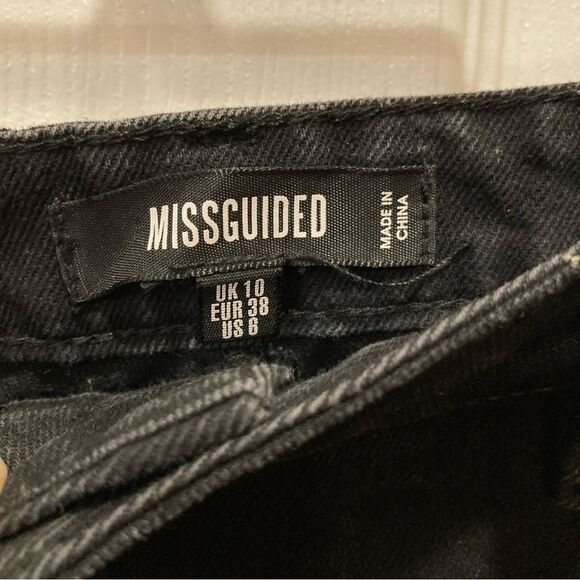 MISSGUIDED
MADE IN
CHINA
UK 10
EUR 38
US 6